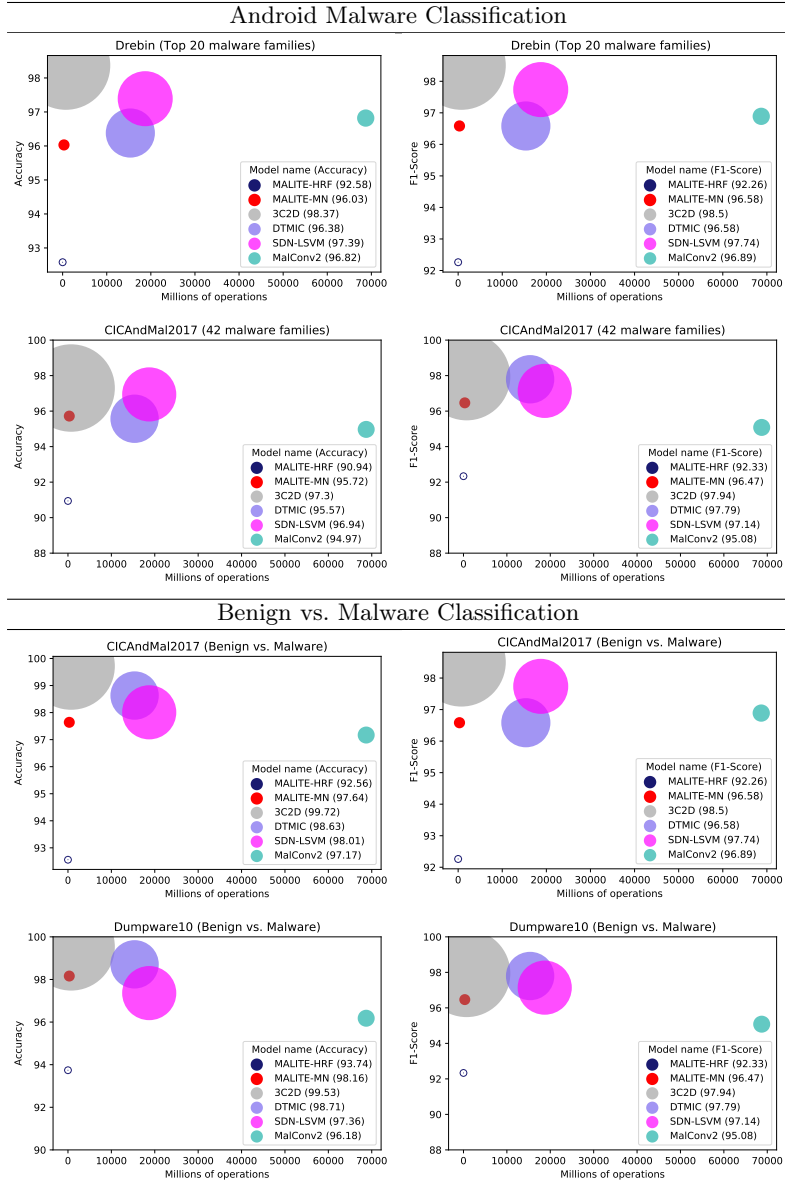 Android Malware Classification
Drebin (Top 20 malware families)
98
97
96
95
94
93
Accuracy
0 10000 20000 30000 40000 50000 60000 70000
Millions of operations
Model name (Accuracy)
MALITE-HRF (92.58)
MALITE-MN (96.03)
3C2D (98.37)
DTMIC (96.38)
SDN-LSVM (97.39)
MalConv2 (96.82)
Drebin (Top 20 malware families)
98
97
96
95
94
93
92
F1-Score
0 10000 20000 30000 40000 50000 60000 70000
Millions of operations
Model name (F1-Score)
MALITE-HRF (92.26)
MALITE-MN (96.58)
3C2D (98.5)
DTMIC (96.58)
SDN-LSVM (97.74)
MalConv2 (96.89)
CICAndMal2017 (42 malware families)
100
98
96
94
92
90
88
Accuracy
0 10000 20000 30000 40000 50000 60000 70000
Millions of operations
Model name (Accuracy)
MALITE-HRF (90.94)
MALITE-MN (95.72)
3C2D (97.3)
DTMIC (95.57)
SDN-LSVM (96.94)
MalConv2 (94.97)
CICAndMal2017 (42 malware families)
100
98
96
94
92
90
88
F1-Score
0 10000 20000 30000 40000 50000 60000 70000
Millions of operations
Model name (F1-Score)
MALITE-HRF (92.33)
MALITE-MN (96.47)
3C2D (97.94)
DTMIC (97.79)
SDN-LSVM (97.14)
MalConv2 (95.08)
Benign vs. Malware Classification
CICAndMal2017 (Benign vs. Malware)
100
99
98
97
96
95
94
93
Accuracy
0 10000 20000 30000 40000 50000 60000 70000
Millions of operations
Model name (Accuracy)
MALITE-HRF (92.56)
MALITE-MN (97.64)
3C2D (99.72)
DTMIC (98.63)
SDN-LSVM (98.01)
MalConv2 (97.17)
CICAndMal2017 (Benign vs. Malware)
98
97
96
95
94
93
92
F1-Score
0 10000 20000 30000 40000 50000 60000 70000
Millions of operations
Model name (F1-Score)
MALITE-HRF (92.26)
MALITE-MN (96.58)
3C2D (98.5)
DTMIC (96.58)
SDN-LSVM (97.74)
MalConv2 (96.89)
Dumpware10 (Benign vs. Malware)
100
98
96
94
92
90
Accuracy
0 10000 20000 30000 40000 50000 60000 70000
Millions of operations
Model name (Accuracy)
MALITE-HRF (93.74)
MALITE-MN (98.16)
3C2D (99.53)
DTMIC (98.71)
SDN-LSVM (97.36)
MalConv2 (96.18)
Dumpware10 (Benign vs. Malware)
100
98
96
94
92
90
88
F1-Score
0 10000 20000 30000 40000 50000 60000 70000
Millions of operations
Model name (F1-Score)
MALITE-HRF (92.33)
MALITE-MN (96.47)
3C2D (97.94)
DTMIC (97.79)
SDN-LSVM (97.14)
MalConv2 (95.08)